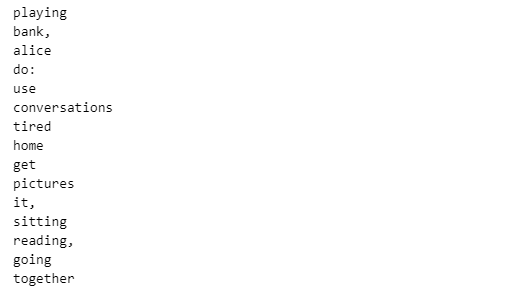 playing
bank,
alice
do:
use
conversations
tired
home
get
pictures
it,
sitting
reading,
going
together